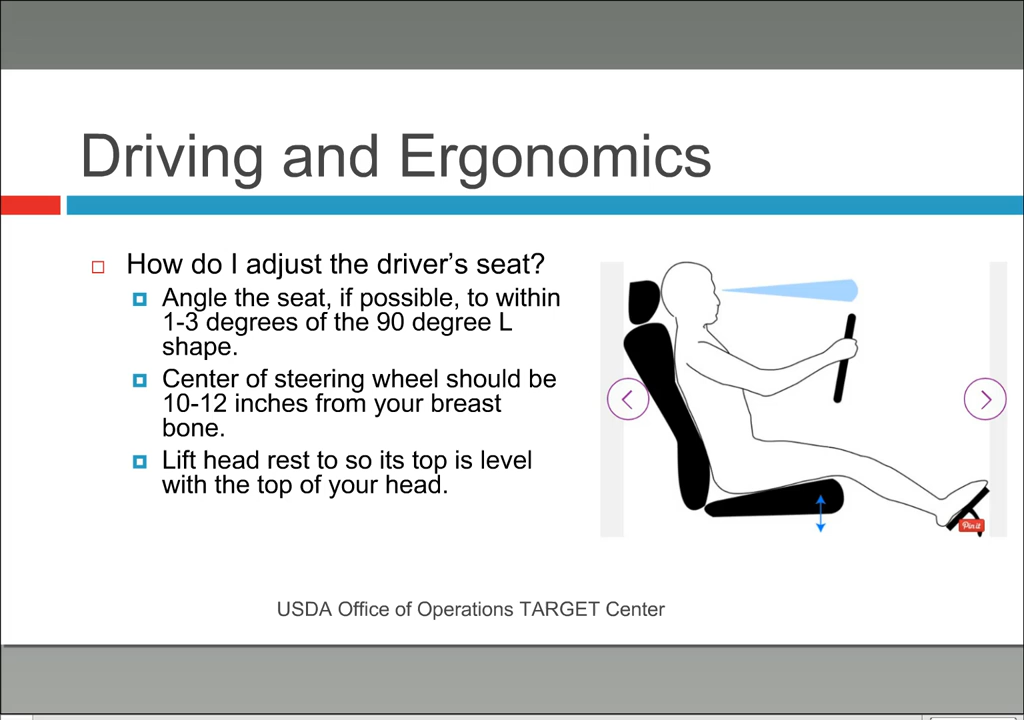 Driving and Ergonomics
How do I adjust the driver's seat?
Angle the seat, if possible, to within
1-3 degrees of the 90 degree L
shape.
Center of steering wheel should be
10-12 inches from your breast
bone.
Lift head rest to so its top is level
with the top of your head.
Pin it
USDA Office of Operations TARGET Center